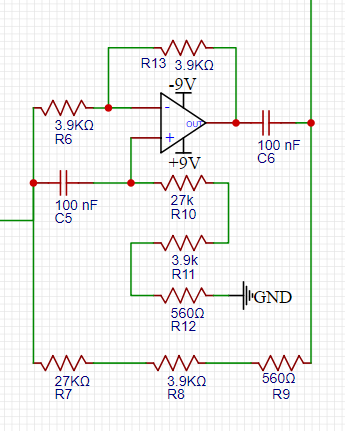 R13 3.9KΩ
-9V
-
OUT
+
3.9KΩ
R6
+9V
100 nF
C6
100 nF
C5
27k
R10
3.9k
R11
560Ω
R12
GND
27KΩ
R7
3.9KΩ
R8
560Ω
R9